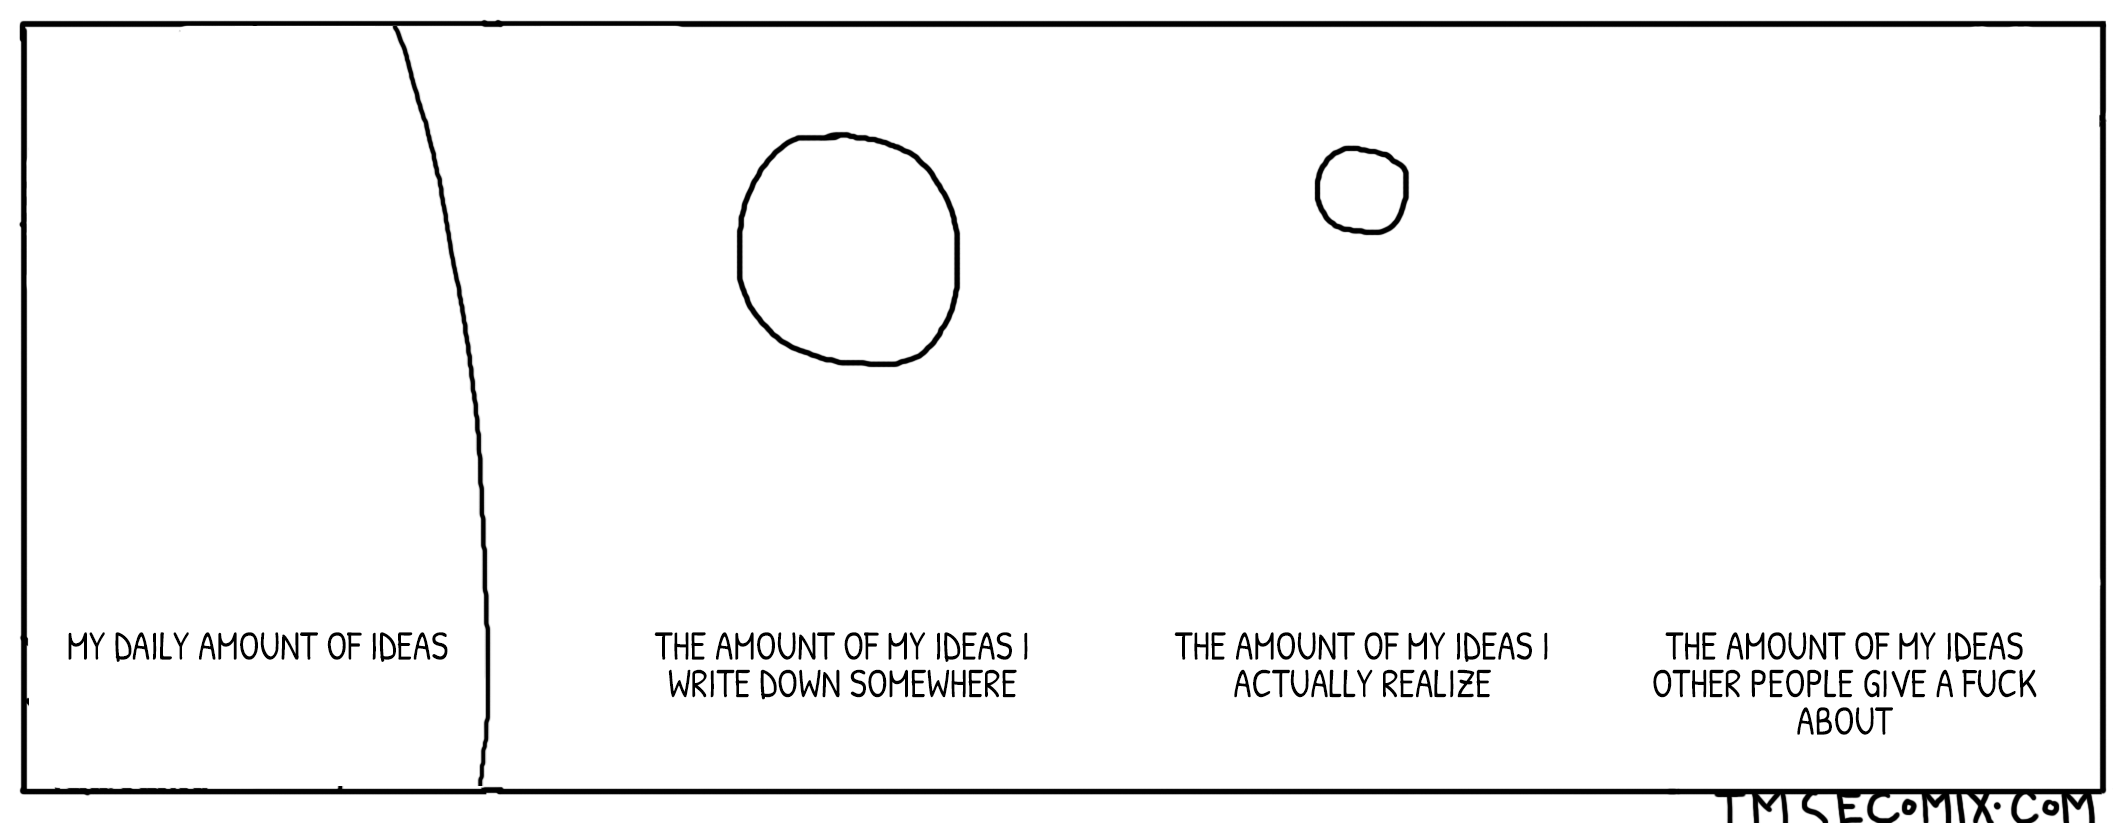 MY DAILY AMOUNT OF IDEAS
THE AMOUNT OF MY IDEAS I
WRITE DOWN SOMEWHERE
THE AMOUNT OF MY IDEAS I
ACTUALLY REALIZE
THE AMOUNT OF MY IDEAS
OTHER PEOPLE GIVE A FUCK
ABOUT
TMSECOMIX.COM